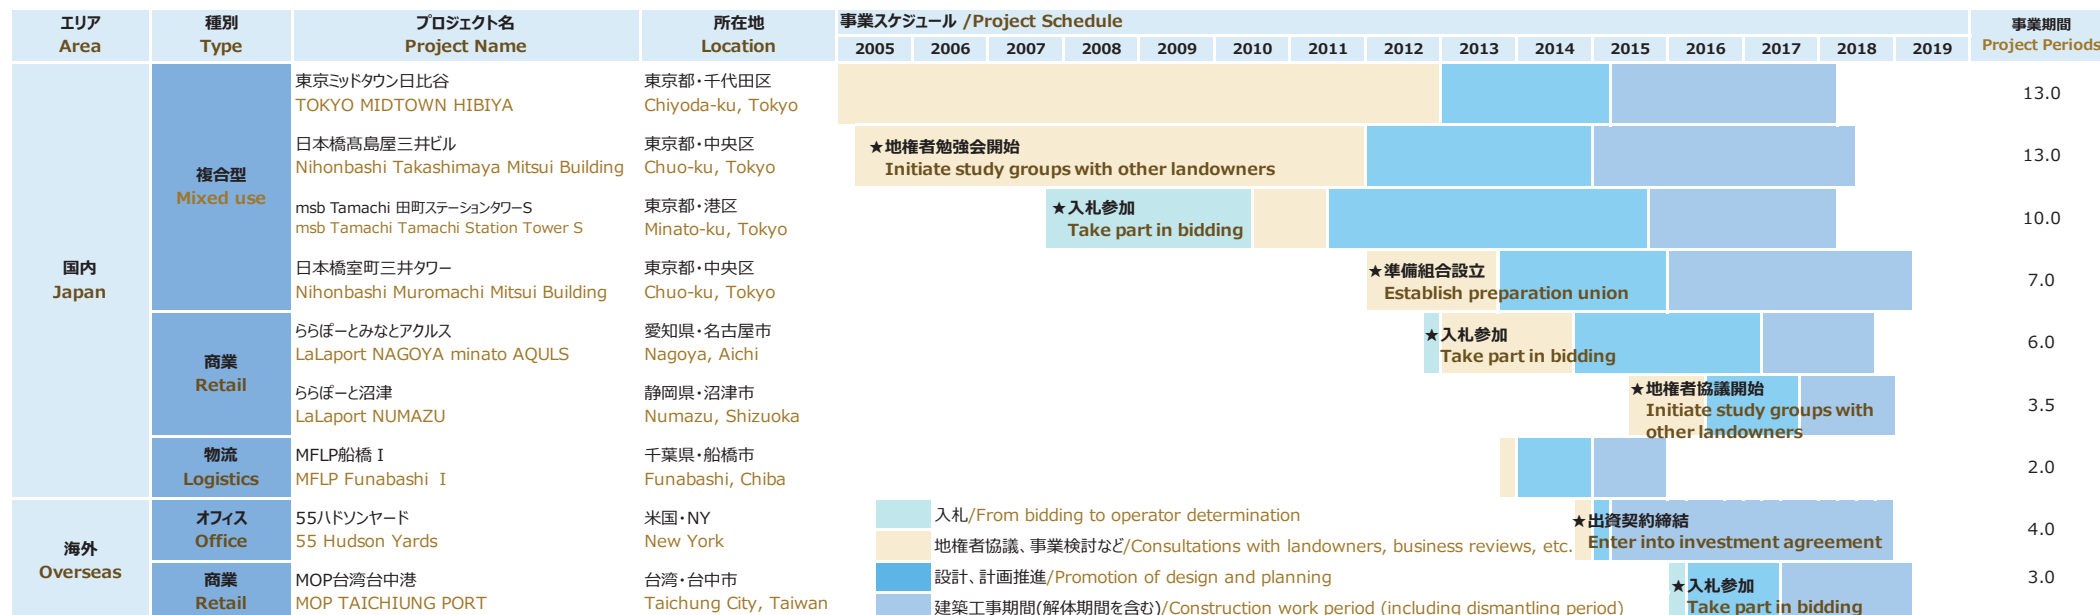 エリア
Area
種別
Type
プロジェクト名
Project Name
所在地
Location
事業スケジュール /Project Schedule
2005 2006 2007 2008 2009 2010 2011 2012 2013 2014 2015 2016 2017 2018 2019
事業期間
Project Periods
国内
Japan
複合型
Mixed use
東京ミッドタウン日比谷
TOKYO MIDTOWN HIBIYA
東京都・千代田区
Chiyoda-ku, Tokyo
13.0
日本橋髙島屋三井ビル
Nihonbashi Takashimaya Mitsui Building
東京都・中央区
Chuo-ku, Tokyo
★地権者勉強会開始
Initiate study groups with other landowners
13.0
msb Tamachi 田町ステーションタワーS
msb Tamachi Tamachi Station Tower S
東京都・港区
Minato-ku, Tokyo
★入札参加
Take part in bidding
10.0
日本橋室町三井タワー
Nihonbashi Muromachi Mitsui Building
東京都・中央区
Chuo-ku, Tokyo
★準備組合設立
Establish preparation union
7.0
商業
Retail
ららぽーとみなとアクルス
LaLaport NAGOYA minato AQULS
愛知県・名古屋市
Nagoya, Aichi
★入札参加
Take part in bidding
6.0
ららぽーと沼津
LaLaport NUMAZU
静岡県・沼津市
Numazu, Shizuoka
★地権者協議開始
Initiate study groups with
other landowners
3.5
物流
Logistics
MFLP船橋 I
MFLP Funabashi I
千葉県・船橋市
Funabashi, Chiba
2.0
海外
Overseas
オフィス
Office
55ハドソンヤード
55 Hudson Yards
米国・NY
New York
★出資契約締結
Enter into investment agreement
4.0
商業
Retail
MOP台湾台中港
MOP TAICHIUNG PORT
台湾・台中市
Taichung City, Taiwan
★入札参加
Take part in bidding
3.0
入札/From bidding to operator determination
地権者協議、事業検討など/Consultations with landowners, business reviews, etc.
設計、計画推進/Promotion of design and planning
建築工事期間(解体期間を含む)/Construction work period (including dismantling period)